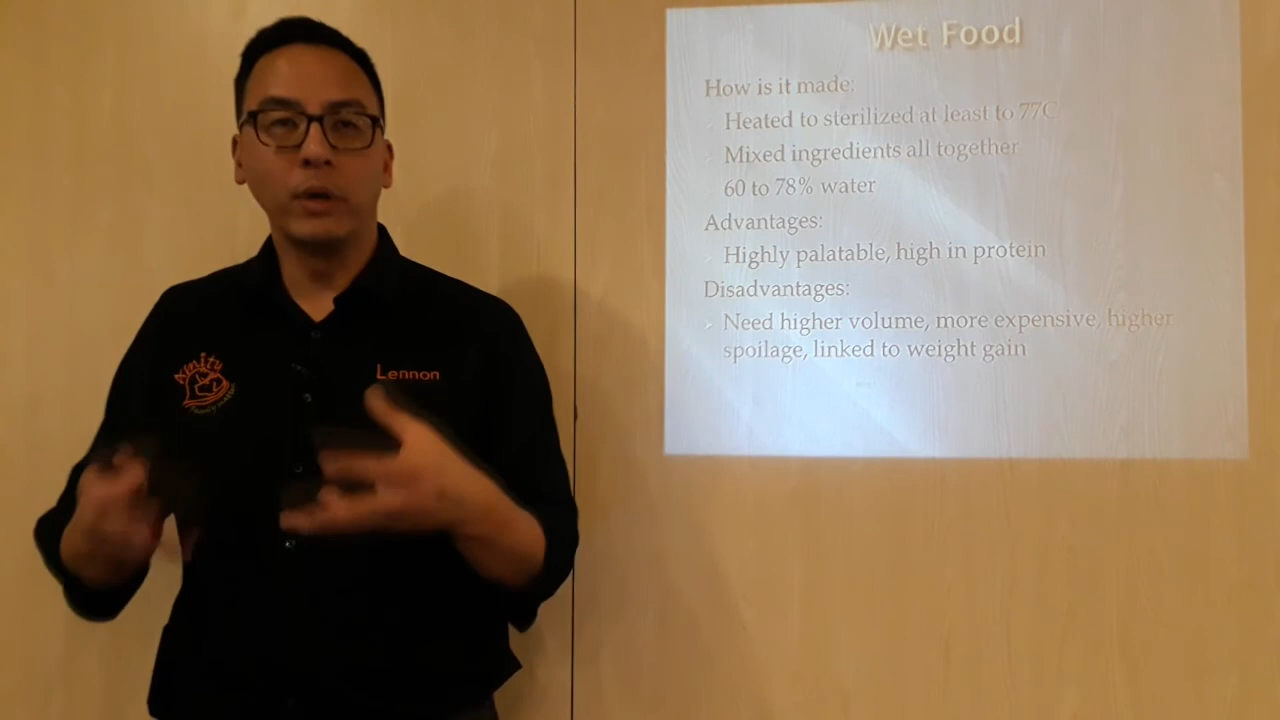 Wet Food
How is it made:
Heated to sterilized at least to 77C
Mixed ingredients all together
60 to 78% water
Advantages:
Highly palatable, high in protein
Disadvantages:
Need higher volume, more expensive, higher
spoilage, linked to weight gain
Lennon